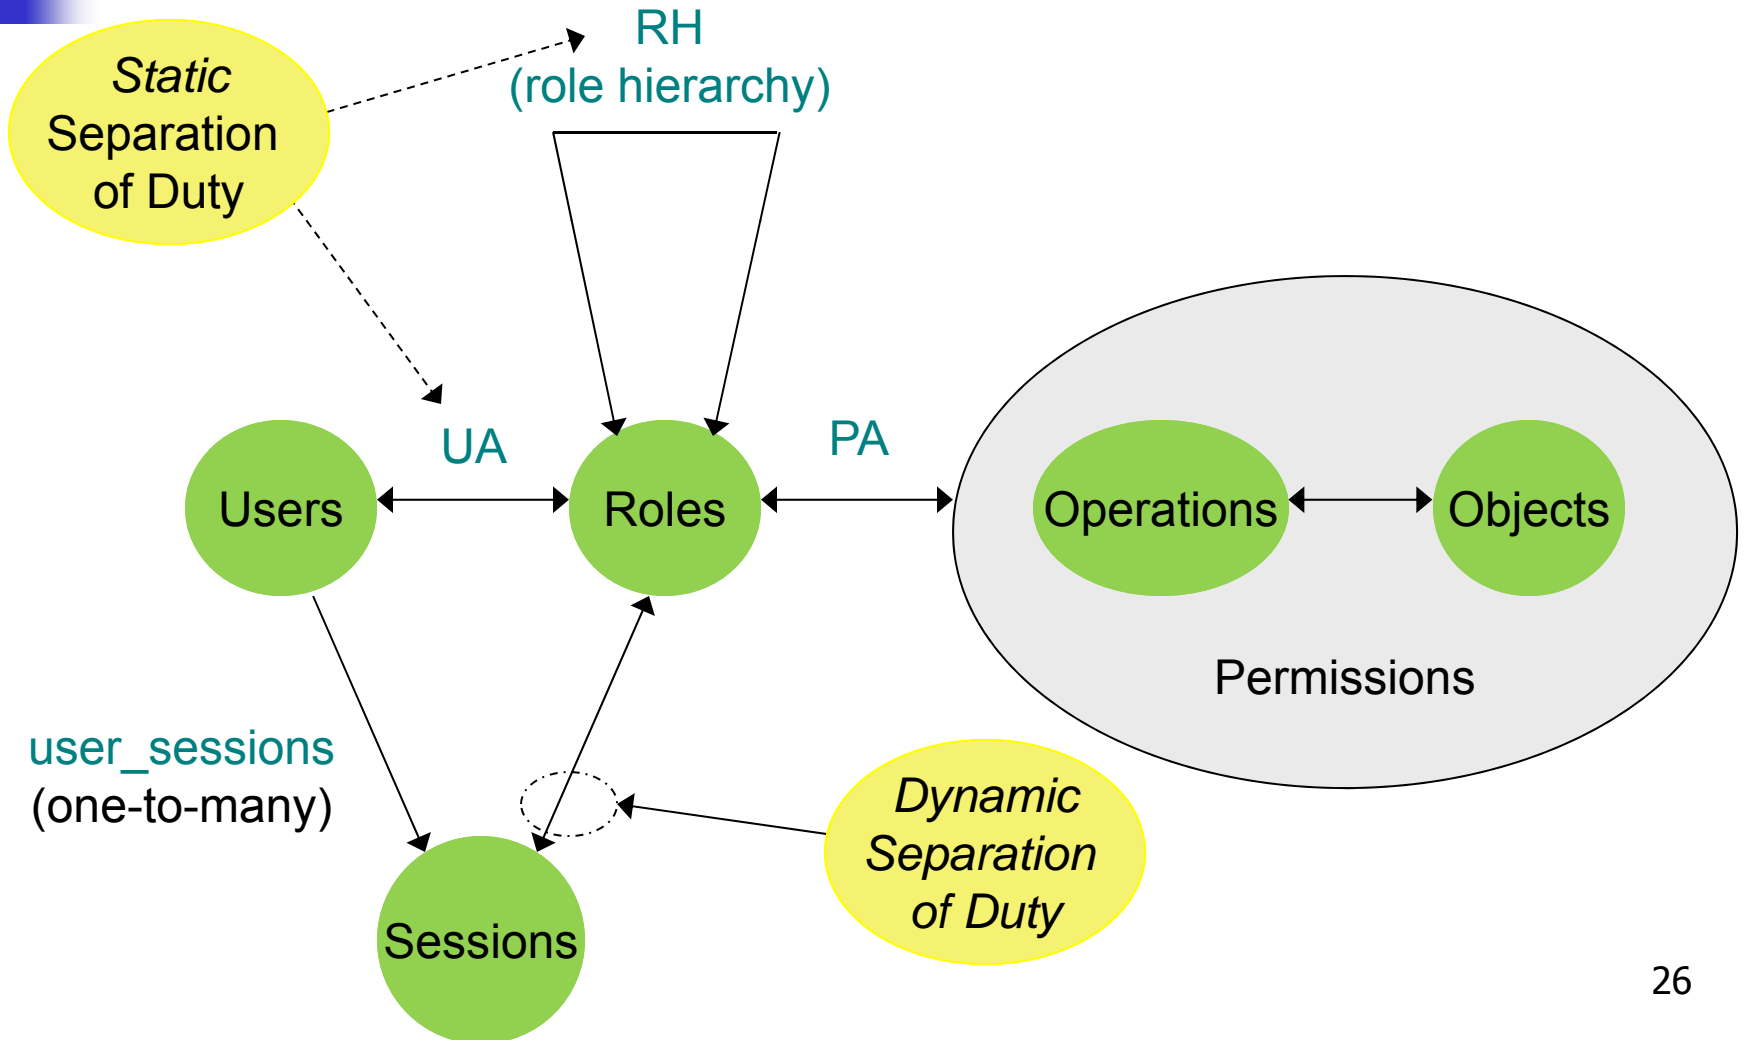 RH
(role hierarchy)
Static
Separation
of Duty
UA
PA
Users
Roles
Operations
Objects
Permissions
user_sessions
(one-to-many)
Dynamic
Separation
of Duty
Sessions
26